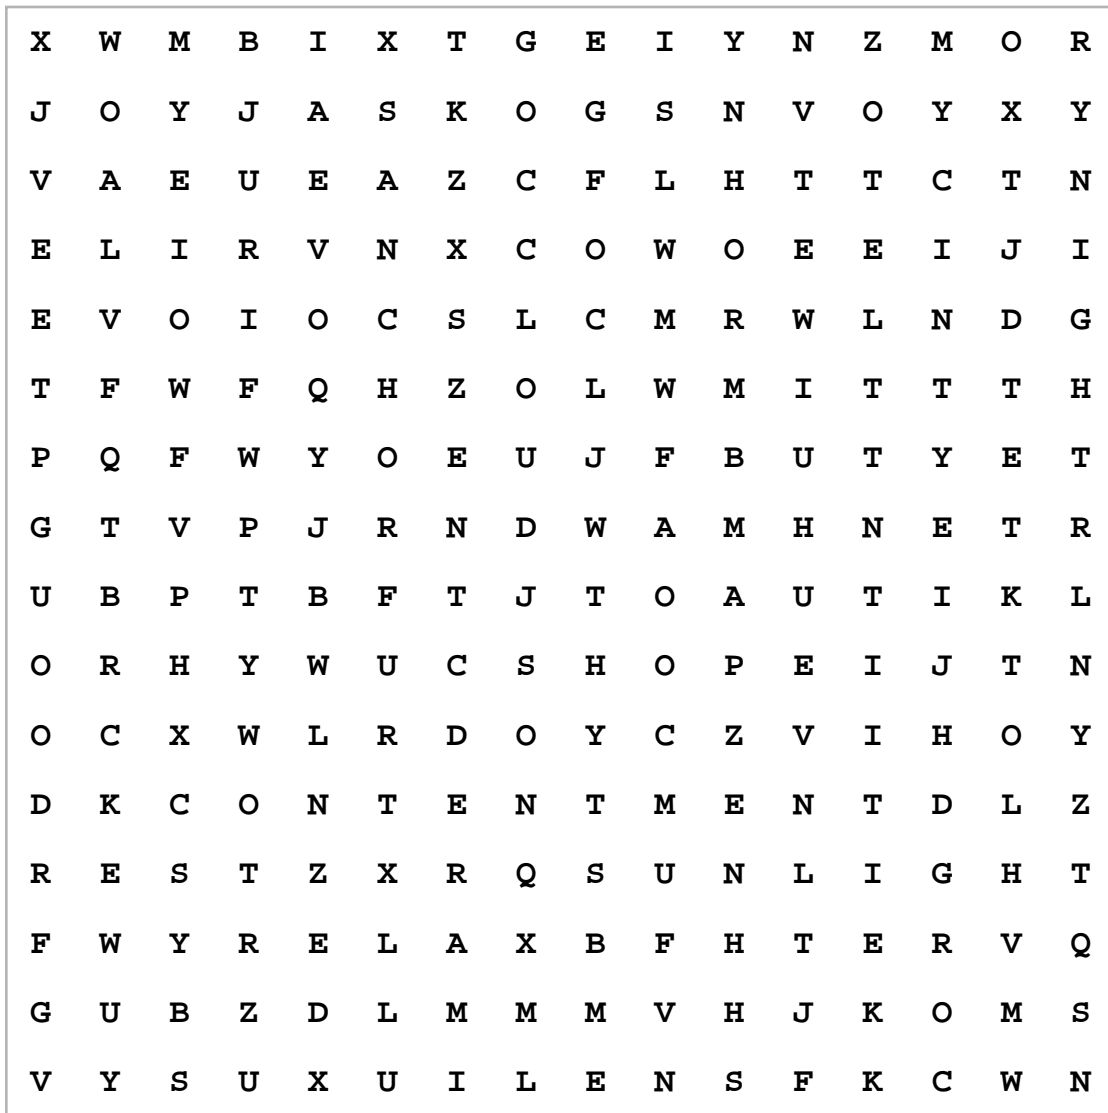 X W M B I X T G E I Y N Z M O R
J O Y J A S K O G S N V O Y X Y
V A E U E A Z C F L H T T C T N
E L I R V N X C O W O E E I J I
E V O I O C S L C M R W L N D G
T F W F Q H Z O L W M I T T T H
P Q F W Y O E U J F B U T Y E T
G T V P J R N D W A M H N E T R
U B P T B F T J T O A U T I K L
O R H Y W U C S H O P E I J T N
O C X W L R D O Y C Z V I H O Y
D K C O N T E N T M E N T D L Z
R E S T Z X R Q S U N L I G H T
F W Y R E L A X B F H T E R V Q
G U B Z D L M M M V H J K O M S
V Y S U X U I L E N S F K C W N